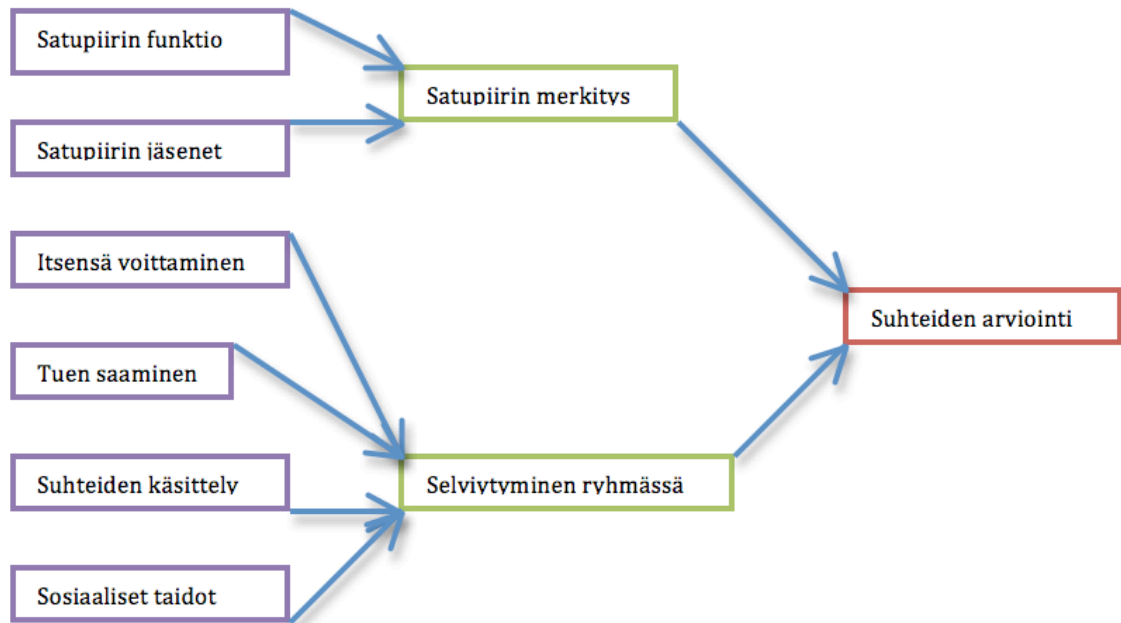 Satupiirin funktio
Satupiirin merkitys
Satupiirin jäsenet
Itsensä voittaminen
Suhteiden arviointi
Tuen saaminen
Suhteiden käsittely
Selviytyminen ryhmässä
Sosiaaliset taidot